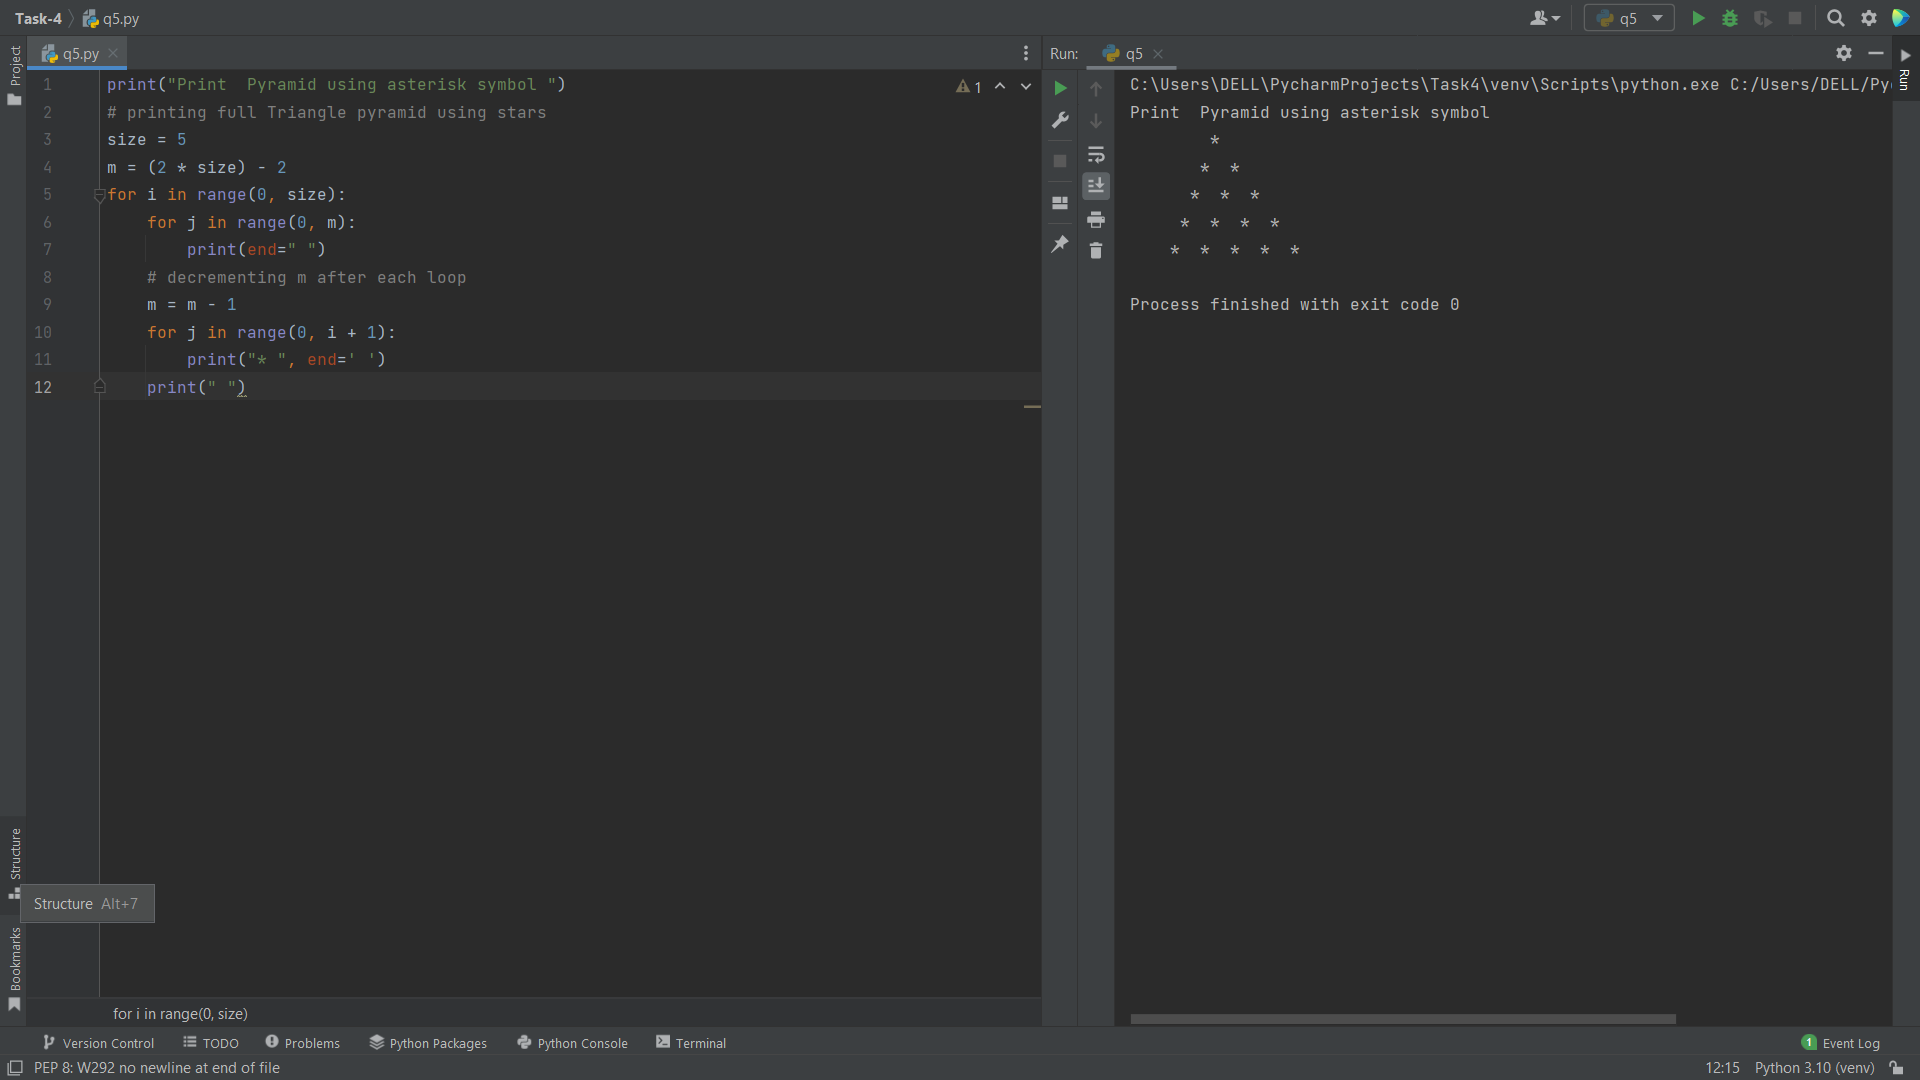 Task-4 q5.py
q5
Project
q5.py
1 print("Print  Pyramid using asterisk symbol ")
2 # printing full Triangle pyramid using stars
3 size = 5
4 m = (2 * size) - 2
5 for i in range(0, size):
6     for j in range(0, m):
7         print(end=" ")
8     # decrementing m after each loop
9     m = m - 1
10     for j in range(0, i + 1):
11         print("* ", end=' ')
12     print(" ")
1
Structure
Structure Alt+7
Bookmarks
for i in range(0, size)
Run: q5
C:\Users\DELL\PycharmProjects\Task4\venv\Scripts\python.exe C:/Users/DELL/Py
Print  Pyramid using asterisk symbol
        *
       *  *
      *  *  *
     *  *  *  *
    *  *  *  *  *
Process finished with exit code 0
Run
Version Control TODO Problems Python Packages Python Console Terminal 1 Event Log
PEP 8: W292 no newline at end of file 12:15 Python 3.10 (venv)